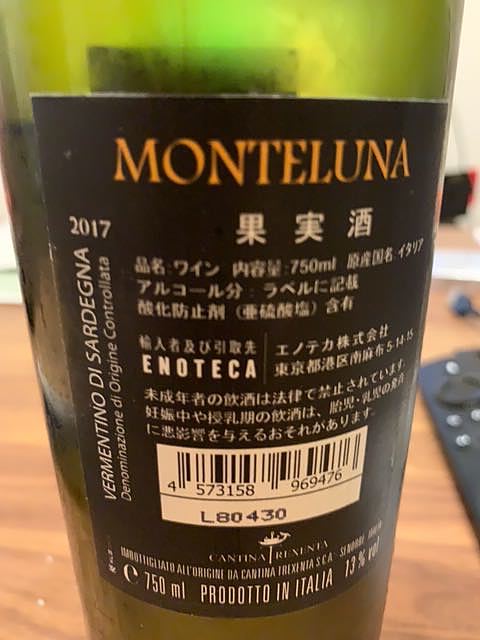 MONTELUNA
2017
果実酒
品名:ワイン 内容量:750ml 原産国名:イタリア
アルコール分:ラベルに記載
酸化防止剤(亜硫酸塩)含有
輸入者及び引取先
ENOTECA
エノテカ株式会社
東京都港区南麻布5-14-15
未成年者の飲酒は法律で禁止されています。
妊娠中や授乳期の飲酒は、胎児・乳児の発育
に悪影響を与えるおそれがあります。
VERMENTINO DI SARDEGNA
Denominazione di Origine Controllata
4 573158 969476
L80430
CANTINA TREXENTA
IMBOTTIGLIATO ALL'ORIGINE DA CANTINA TREXENTA S.C.A. SENORBÌ ITALIA
e 750 ml PRODOTTO IN ITALIA 13% vol